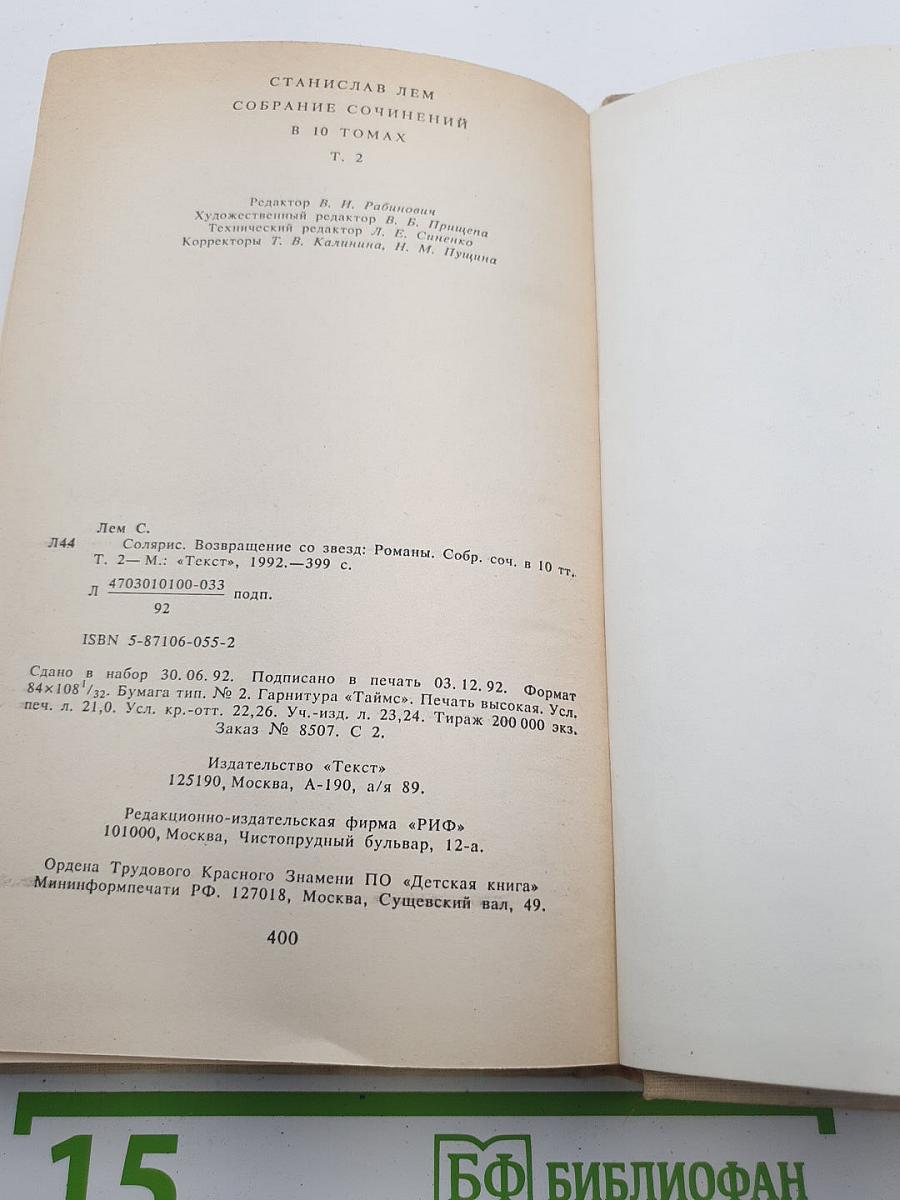 СТАНИСЛАВ ЛЕМ
СОБРАНИЕ СОЧИНЕНИЙ
В 10 ТОМАХ
Т. 2
Редактор В. И. Рабинович
Художественный редактор В. Б. Прищепа
Технический редактор Л. Е. Синенко
Корректоры Т. В. Калинина, Н. М. Пущина
Лем С.
Л44 Солярис. Возвращение со звезд: Романы. Собр. соч. в 10 тт.
Т. 2— М.: «Текст», 1992.—399 с.
Л 4703010100-033 подп.
92
ISBN 5-87106-055-2
Сдано в набор 30.06.92. Подписано в печать 03.12.92. Формат
84×108 1/32. Бумага тип. № 2. Гарнитура «Таймс». Печать высокая. Усл.
печ. л. 21,0. Усл. кр.-отт. 22,26. Уч.-изд. л. 23,24. Тираж 200 000 экз.
Заказ № 8507. С 2.
Издательство «Текст»
125190, Москва, А-190, а/я 89.
Редакционно-издательская фирма «РИФ»
101000, Москва, Чистопрудный бульвар, 12-а.
Ордена Трудового Красного Знамени ПО «Детская книга»
Мининформпечати РФ. 127018, Москва, Сущевский вал, 49.
400
15
БФ БИБЛИОФАН